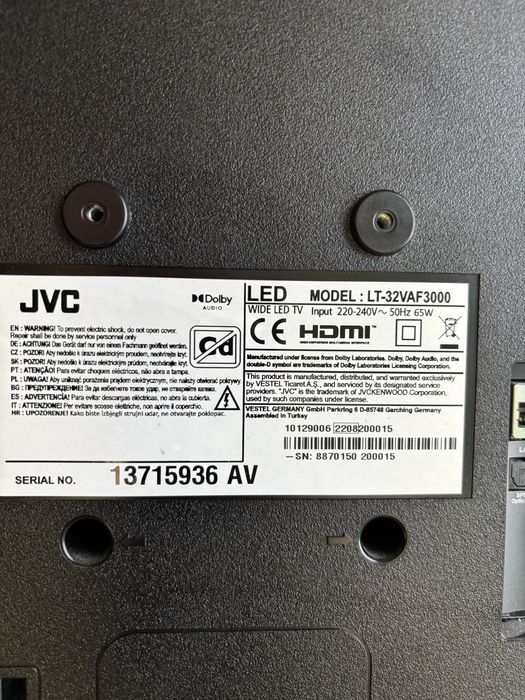 JVC
Dolby
AUDIO
EN : WARNING! To prevent electric shock, do not open cover.
Repair shall be done by service personnel only
DE : ACHTUNG! Das Gerät darf nur von einem Fachmann geöffnet werden.
CZ : POZOR! Aby nedošlo k úrazu elektrickým proudem, neotvírejte kryt.
SK : POZOR! Aby nedošlo k úrazu elektrickým prúdom, neotvárajte kryt.
PT : ATENÇÃO! Para evitar choques eléctricos, não abra a tampa.
PL : UWAGA! Aby uniknąć porażenia prądem elektrycznym, nie należy otwierać pokrywy
BG : ПРЕДУПРЕЖДЕНИЕ! За да избегнете токов удар, не отваряйте капака.
ES : ¡ADVERTENCIA! Para evitar descargas eléctricas, no abra la cubierta
IT : ATTENZIONE! Per evitare scosse elettriche, non aprire il coperchio.
HR : UPOZORENJE! Kako biste izbjegli strujni udar, ne otvarajte poklopac.
Cd
SERIAL NO. 13715936 AV
LED MODEL : LT-32VAF3000
WIDE LED TV Input 220-240V~ 50Hz 65W
CE HDMI
HIGH-DEFINITION MULTIMEDIA INTERFACE
Manufactured under license from Dolby Laboratories. Dolby, Dolby Audio, and the
double-D symbol are trademarks of Dolby Laboratories Licensing Corporation.
This product is manufactured, distributed, and warranted exclusively
by VESTEL Ticaret A.Ş., and serviced by its designated service
providers. "JVC" is the trademark of JVCKENWOOD Corporation,
used by such companies under license.
VESTEL GERMANY GmbH Parkring 6 D-85748 Garching Germany
Assembled in Turkey
10129006 2208200015
–SN: 8870150 200015